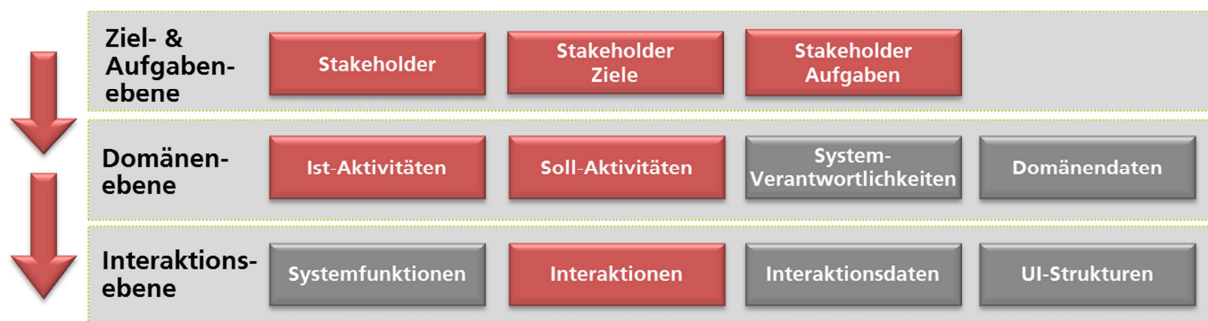 Ziel- &
Aufgaben-
ebene
Stakeholder
Stakeholder
Ziele
Stakeholder
Aufgaben
Domänen-
ebene
Ist-Aktivitäten
Soll-Aktivitäten
System-
Verantwortlichkeiten
Domänendaten
Interaktions-
ebene
Systemfunktionen
Interaktionen
Interaktionsdaten
UI-Strukturen